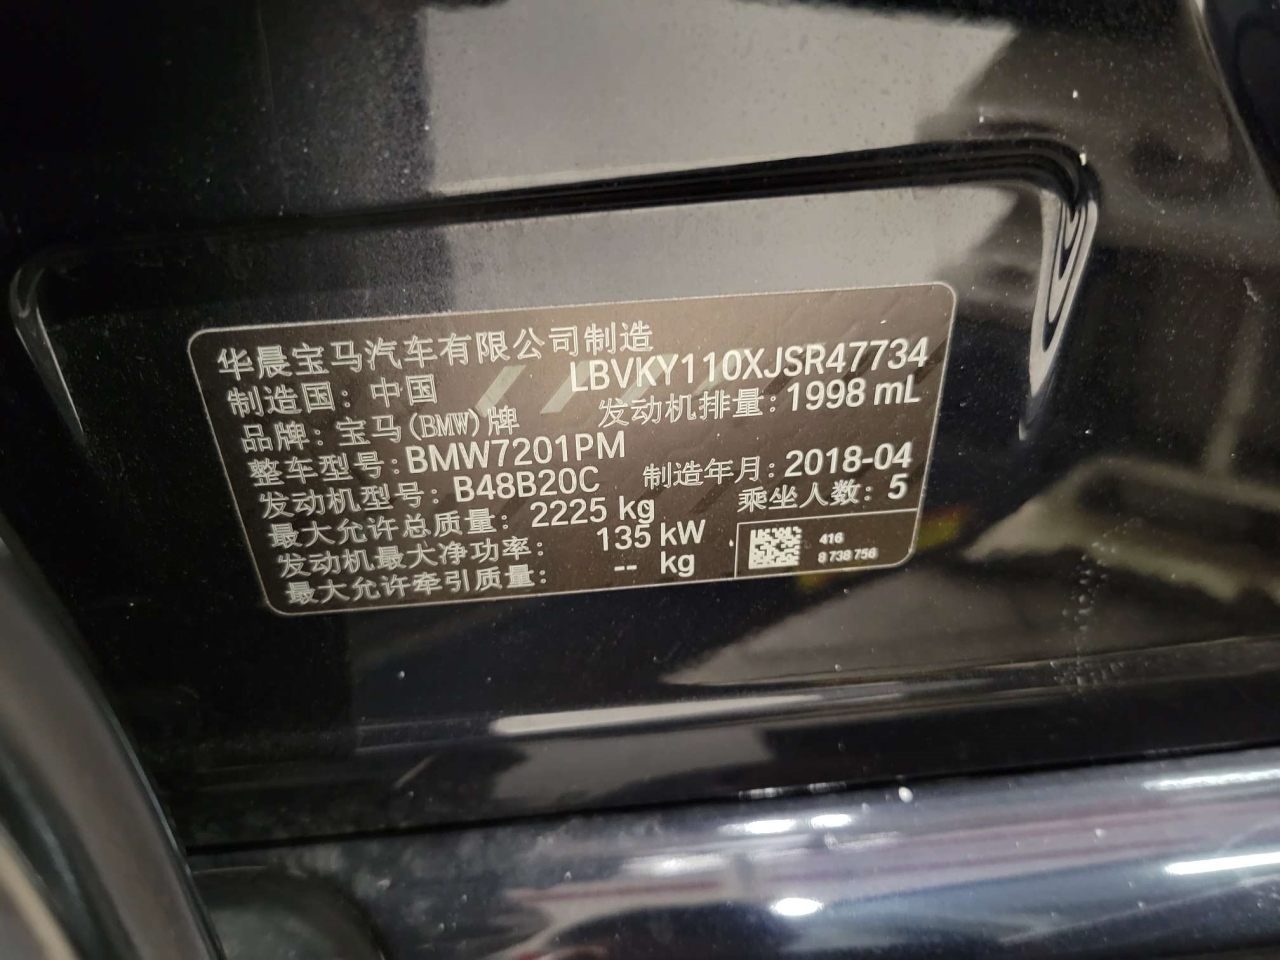 华晨宝马汽车有限公司制造
制造国：中国 LBVKY110XJSR47734
品牌：宝马(BMW)牌 发动机排量：1998 mL
整车型号：BMW7201PM
发动机型号：B48B20C 制造年月：2018-04
最大允许总质量：2225 kg 乘坐人数：5
发动机最大净功率：135 kW
最大允许牵引质量：-- kg
416
8 738 756